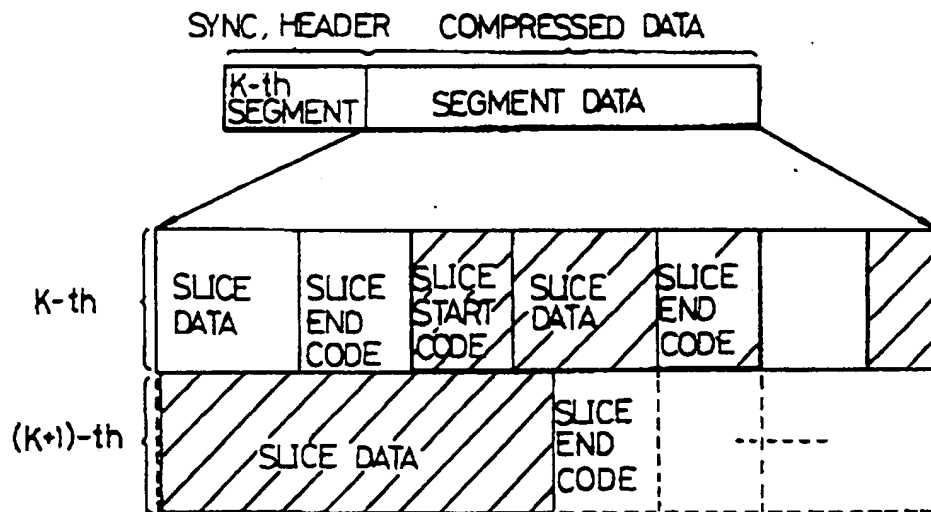 SYNC, HEADER COMPRESSED DATA
K-th
SEGMENT
SEGMENT DATA
K-th
SLICE
DATA
SLICE
END
CODE
SLICE
START
CODE
SLICE
DATA
SLICE
END
CODE
(K+1)-th
SLICE DATA
SLICE
END
CODE